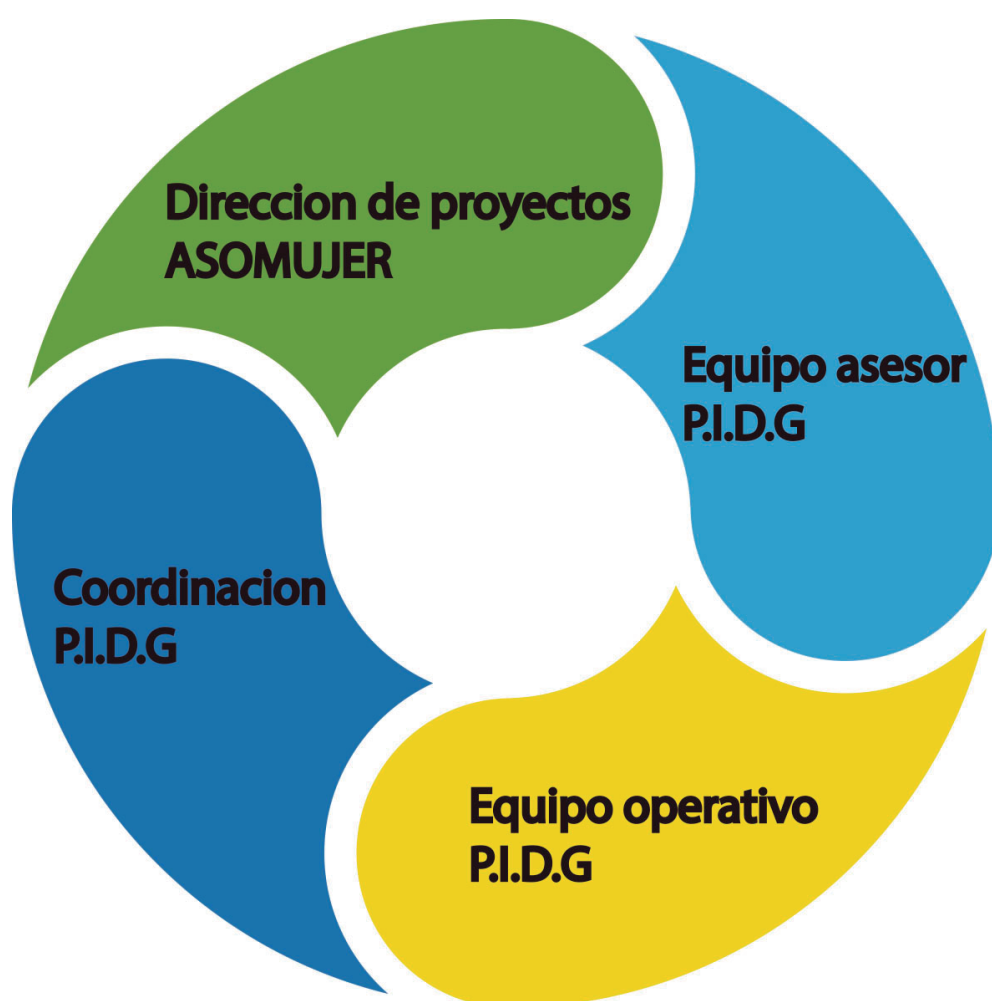 Direccion de proyectos
ASOMUJER
Equipo asesor
P.I.D.G
Coordinacion
P.I.D.G
Equipo operativo
P.I.D.G